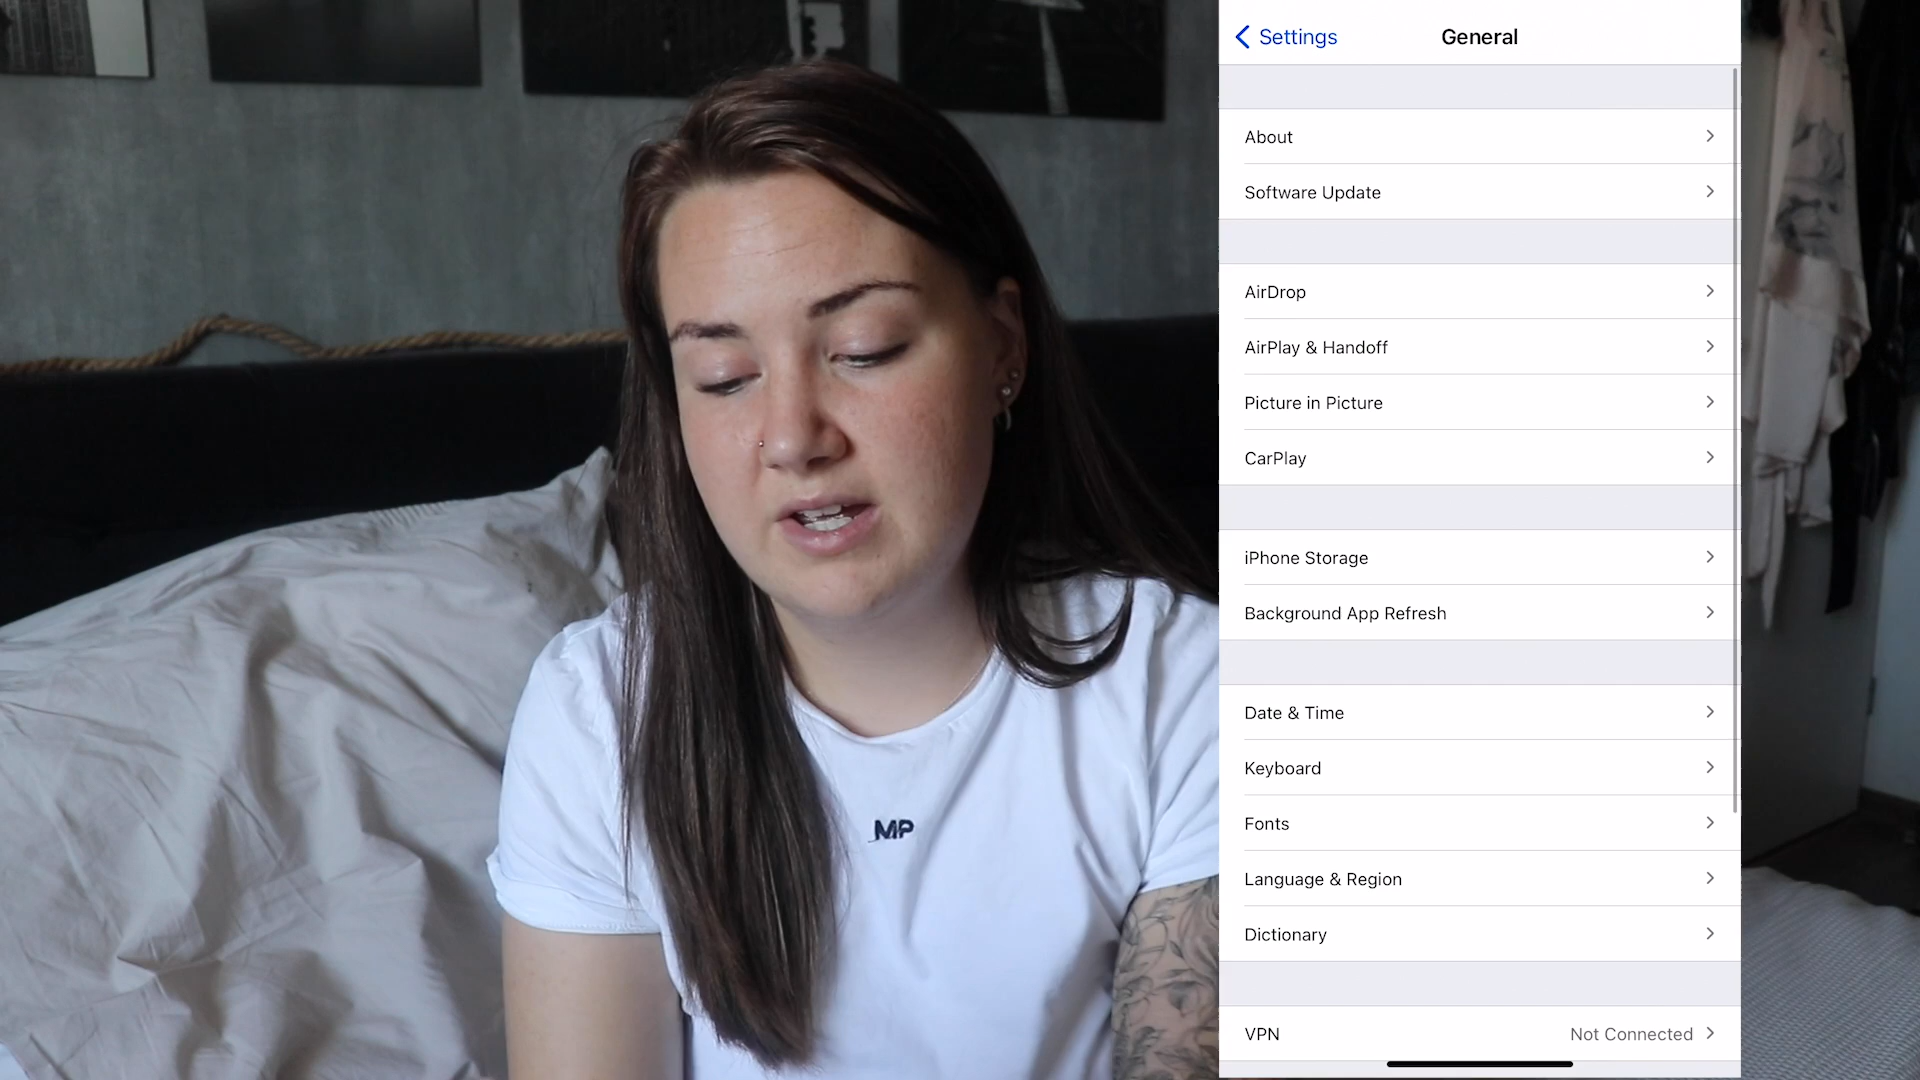 Settings
General
About
Software Update
AirDrop
AirPlay & Handoff
Picture in Picture
CarPlay
iPhone Storage
Background App Refresh
Date & Time
Keyboard
Fonts
Language & Region
Dictionary
VPN Not Connected
MP